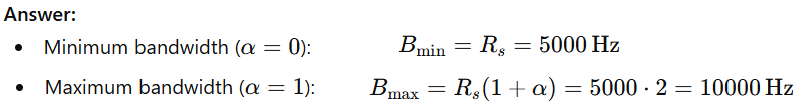 Answer:
• Minimum bandwidth (α = 0): B_min = R_s = 5000 Hz
• Maximum bandwidth (α = 1): B_max = R_s(1 + α) = 5000 · 2 = 10000 Hz